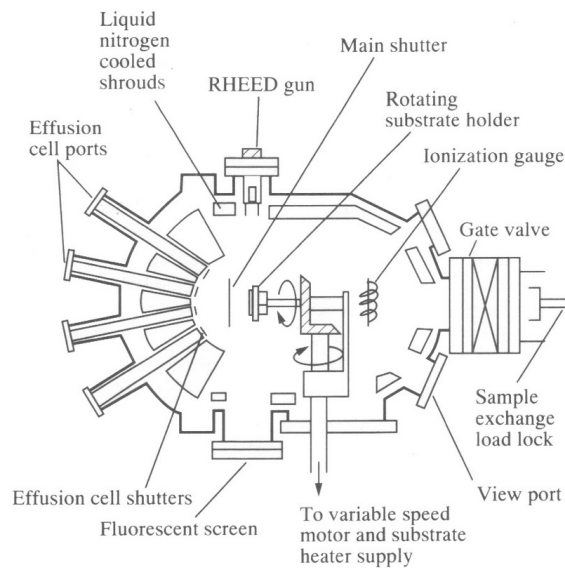 Liquid
nitrogen
cooled
shrouds
Main shutter
RHEED gun
Rotating
substrate holder
Effusion
cell ports
Ionization gauge
Gate valve
Sample
exchange
load lock
View port
Effusion cell shutters
Fluorescent screen
To variable speed
motor and substrate
heater supply